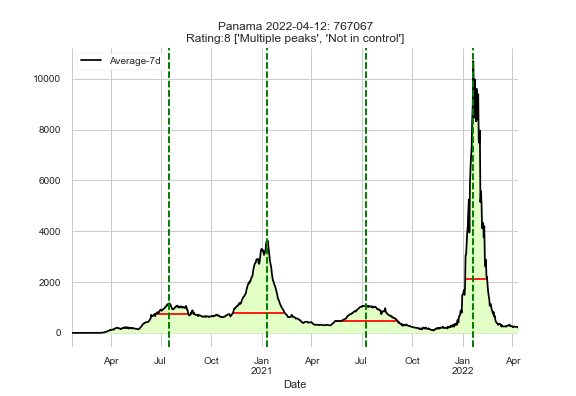 Panama 2022-04-12: 767067
Rating:8 ['Multiple peaks', 'Not in control']
Average-7d
10000
8000
6000
4000
2000
0
Apr Jul Oct Jan Apr Jul Oct Jan Apr
2021 2022
Date